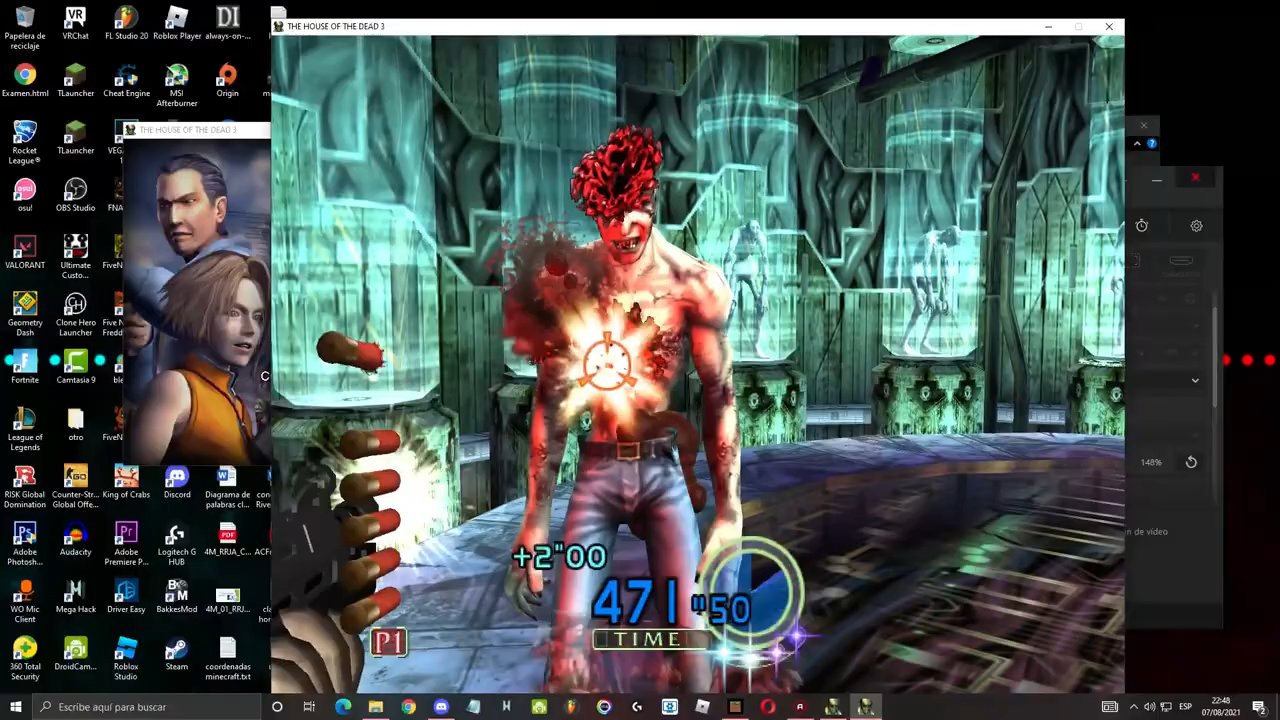 Papelera de
reciclaje
VRChat
FL Studio 20
Roblox Player
always-on-...
Examen.html
TLauncher
Cheat Engine
MSI
Afterburner
Origin
Rocket
League®
TLauncher
osu!
OBS Studio
VALORANT
Ultimate
Custo...
Geometry
Dash
Clone Hero
Launcher
Fortnite
Camtasia 9
League of
Legends
otro
RISK Global
Domination
Counter-Str...
Global Offe...
King of Crabs
Discord
Diagrama de
palabras cl...
Adobe
Photosh...
Audacity
Adobe
Premiere P...
Logitech G
HUB
4M_RRJA_C...
WO Mic
Client
Mega Hack
Driver Easy
BakkesMod
4M_01_RRJ...
360 Total
Security
DroidCam...
Roblox
Studio
Steam
coordenadas
minecraft.txt
THE HOUSE OF THE DEAD 3
THE HOUSE OF THE DEAD 3
+2"00
471"50
TIME
P1
148%
n de vídeo
Escribe aquí para buscar
ESP
22:48
07/08/2021
2